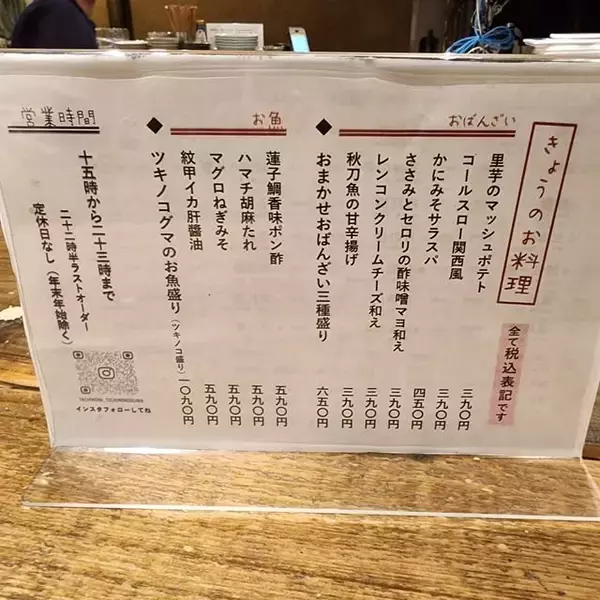 きょうのお料理
全て税込表記です
おばんざい
里芋のマッシュポテト 三九〇円
コールスロー関西風 三九〇円
かにみそサラスパ 四五〇円
ささみとセロリの酢味噌マヨ和え 三九〇円
レンコンクリームチーズ和え 三九〇円
秋刀魚の甘辛揚げ 三九〇円
◆おまかせおばんざい三種盛り 六五〇円
お魚
蓮子鯛香味ポン酢 五九〇円
ハマチ胡麻たれ 五九〇円
マグロねぎみそ 五九〇円
紋甲イカ肝醤油 五九〇円
◆ツキノコグマのお魚盛り(ツキノコ盛り) 一〇九〇円
営業時間
十五時から二十三時まで
二十二時半ラストオーダー
定休日なし(年末年始除く)
インスタフォローしてね